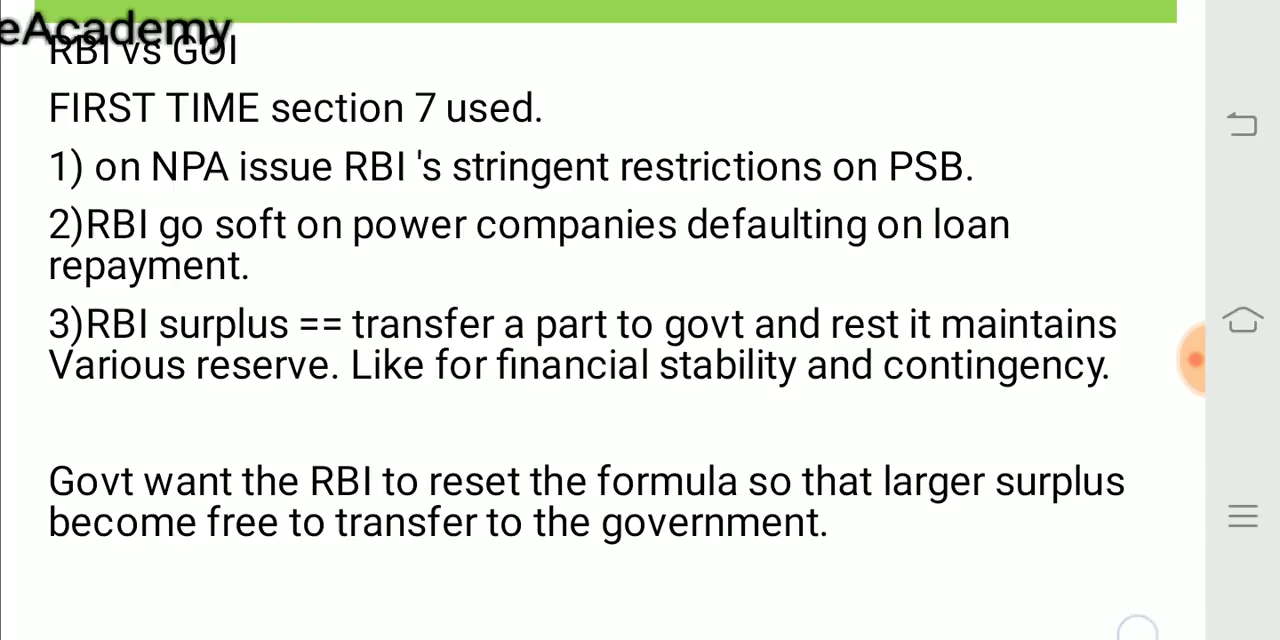 eAcademy
RBI vs GOI
FIRST TIME section 7 used.
1) on NPA issue RBI 's stringent restrictions on PSB.
2)RBI go soft on power companies defaulting on loan
repayment.
3)RBI surplus == transfer a part to govt and rest it maintains
Various reserve. Like for financial stability and contingency.
Govt want the RBI to reset the formula so that larger surplus
become free to transfer to the government.